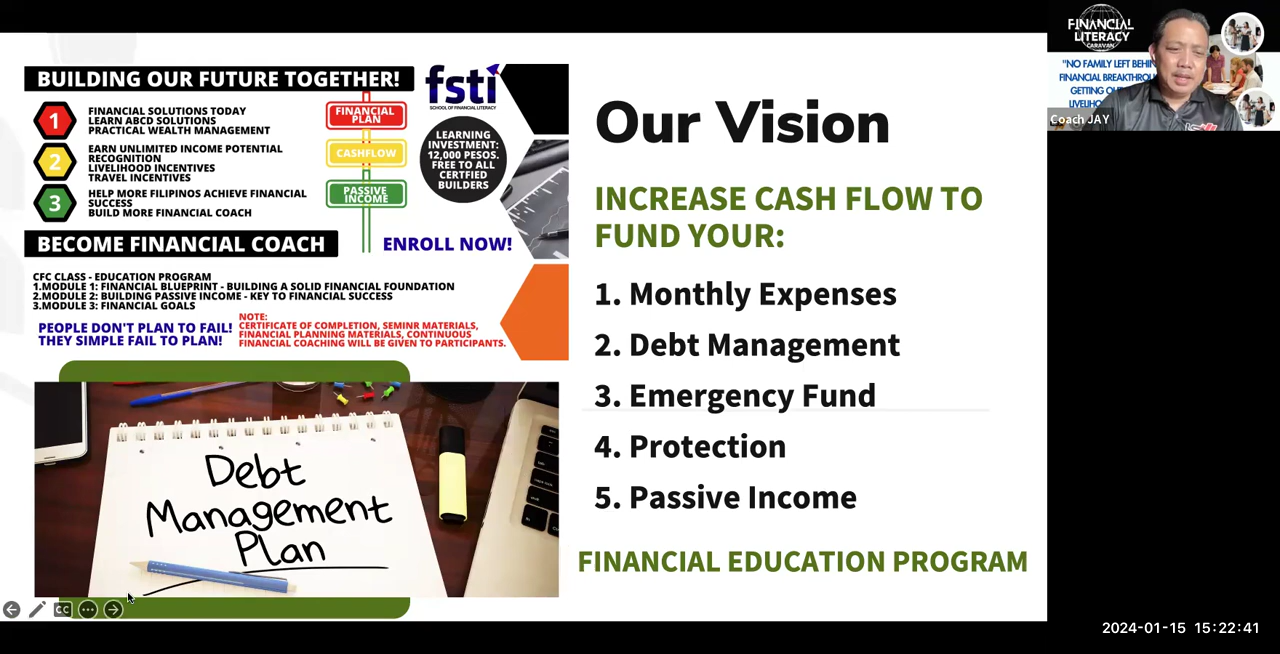 BUILDING OUR FUTURE TOGETHER!
fsti
SCHOOL OF FINANCIAL LITERACY
1
FINANCIAL SOLUTIONS TODAY
LEARN ABCD SOLUTIONS
PRACTICAL WEALTH MANAGEMENT
2
EARN UNLIMITED INCOME POTENTIAL
RECOGNITION
LIVELIHOOD INCENTIVES
TRAVEL INCENTIVES
3
HELP MORE FILIPINOS ACHIEVE FINANCIAL
SUCCESS
BUILD MORE FINANCIAL COACH
FINANCIAL
PLAN
CASHFLOW
PASSIVE
INCOME
LEARNING
INVESTMENT:
12,000 PESOS.
FREE TO ALL
CERTFIED
BUILDERS
BECOME FINANCIAL COACH
ENROLL NOW!
CFC CLASS - EDUCATION PROGRAM
1.MODULE 1: FINANCIAL BLUEPRINT - BUILDING A SOLID FINANCIAL FOUNDATION
2.MODULE 2: BUILDING PASSIVE INCOME - KEY TO FINANCIAL SUCCESS
3.MODULE 3: FINANCIAL GOALS
PEOPLE DON'T PLAN TO FAIL!
THEY SIMPLE FAIL TO PLAN!
NOTE:
CERTIFICATE OF COMPLETION, SEMINR MATERIALS,
FINANCIAL PLANNING MATERIALS, CONTINUOUS
FINANCIAL COACHING WILL BE GIVEN TO PARTICIPANTS.
Debt
Management
Plan
CC
Our Vision
INCREASE CASH FLOW TO
FUND YOUR:
1. Monthly Expenses
2. Debt Management
3. Emergency Fund
4. Protection
5. Passive Income
FINANCIAL EDUCATION PROGRAM
FINANCIAL
LITERACY
CARAVAN
"NO FAMILY LEFT
FINANCIAL
GETTING
Coach JAY
2024-01-15 15:22:41